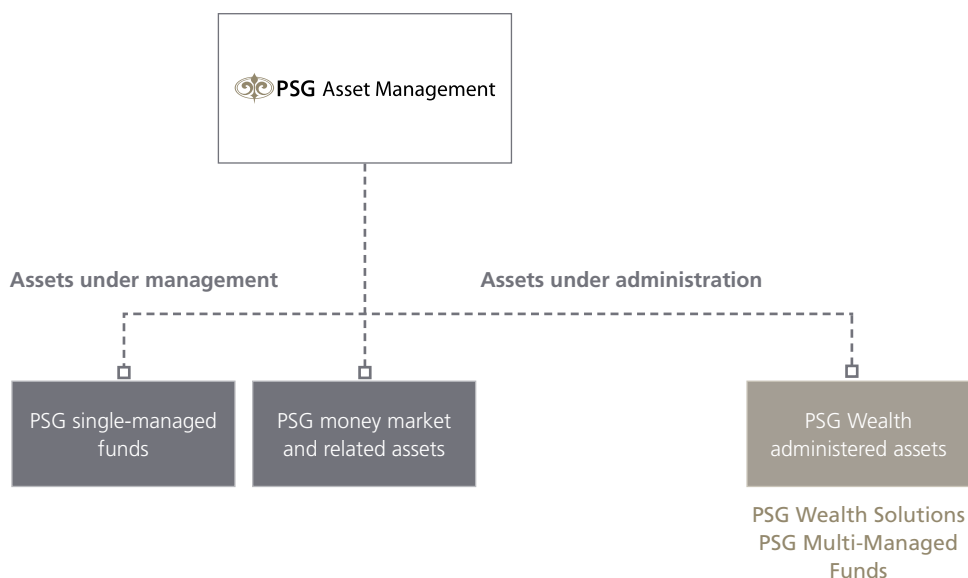 PSG Asset Management
Assets under management
Assets under administration
PSG single-managed
funds
PSG money market
and related assets
PSG Wealth
administered assets
PSG Wealth Solutions
PSG Multi-Managed
Funds